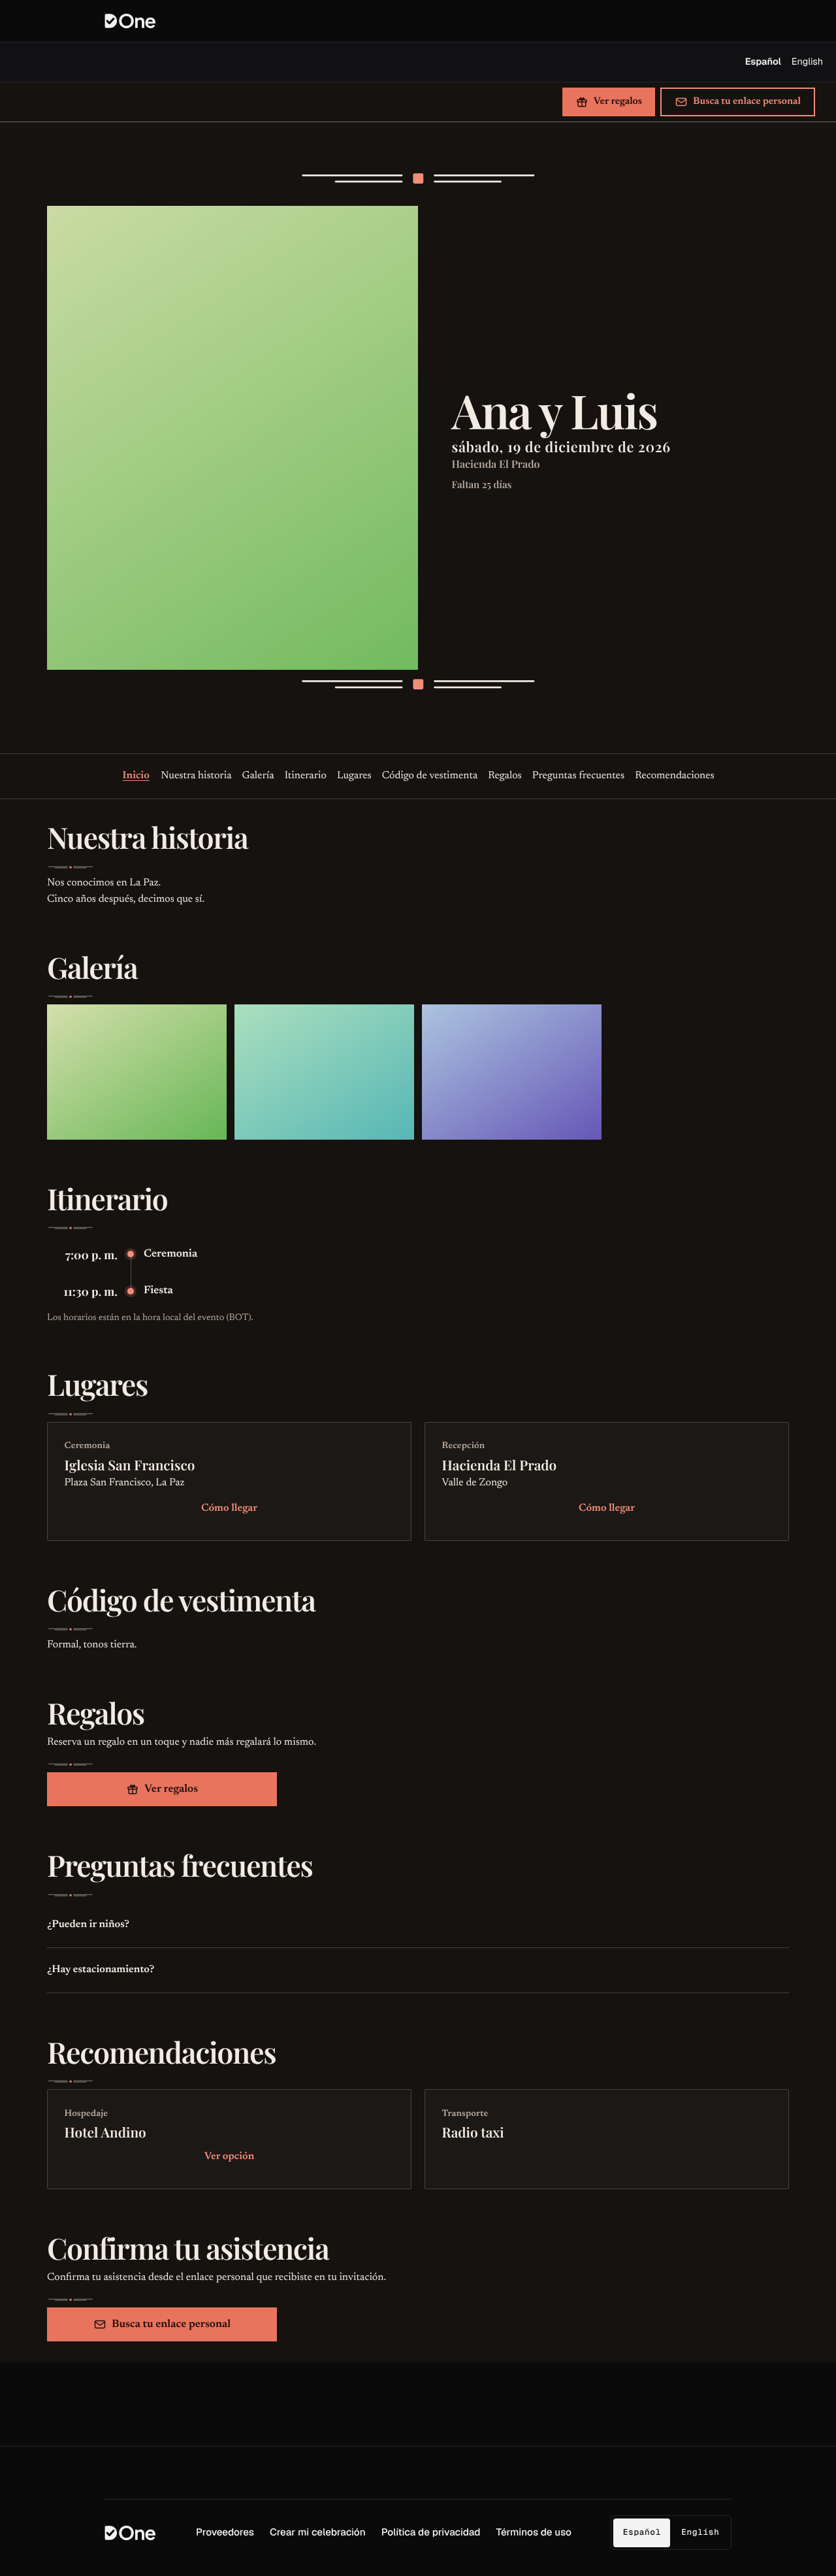 DOne
Español English
Ver regalos Busca tu enlace personal
Ana y Luis
sábado, 19 de diciembre de 2026
Hacienda El Prado
Faltan 25 días
Inicio Nuestra historia Galería Itinerario Lugares Código de vestimenta Regalos Preguntas frecuentes Recomendaciones
Nuestra historia
Nos conocimos en La Paz.
Cinco años después, decimos que sí.
Galería
Itinerario
7:00 p. m. Ceremonia
11:30 p. m. Fiesta
Los horarios están en la hora local del evento (BOT).
Lugares
Ceremonia
Iglesia San Francisco
Plaza San Francisco, La Paz
Cómo llegar
Recepción
Hacienda El Prado
Valle de Zongo
Cómo llegar
Código de vestimenta
Formal, tonos tierra.
Regalos
Reserva un regalo en un toque y nadie más regalará lo mismo.
Ver regalos
Preguntas frecuentes
¿Pueden ir niños?
¿Hay estacionamiento?
Recomendaciones
Hospedaje
Hotel Andino
Ver opción
Transporte
Radio taxi
Confirma tu asistencia
Confirma tu asistencia desde el enlace personal que recibiste en tu invitación.
Busca tu enlace personal
DOne Proveedores Crear mi celebración Política de privacidad Términos de uso Español English